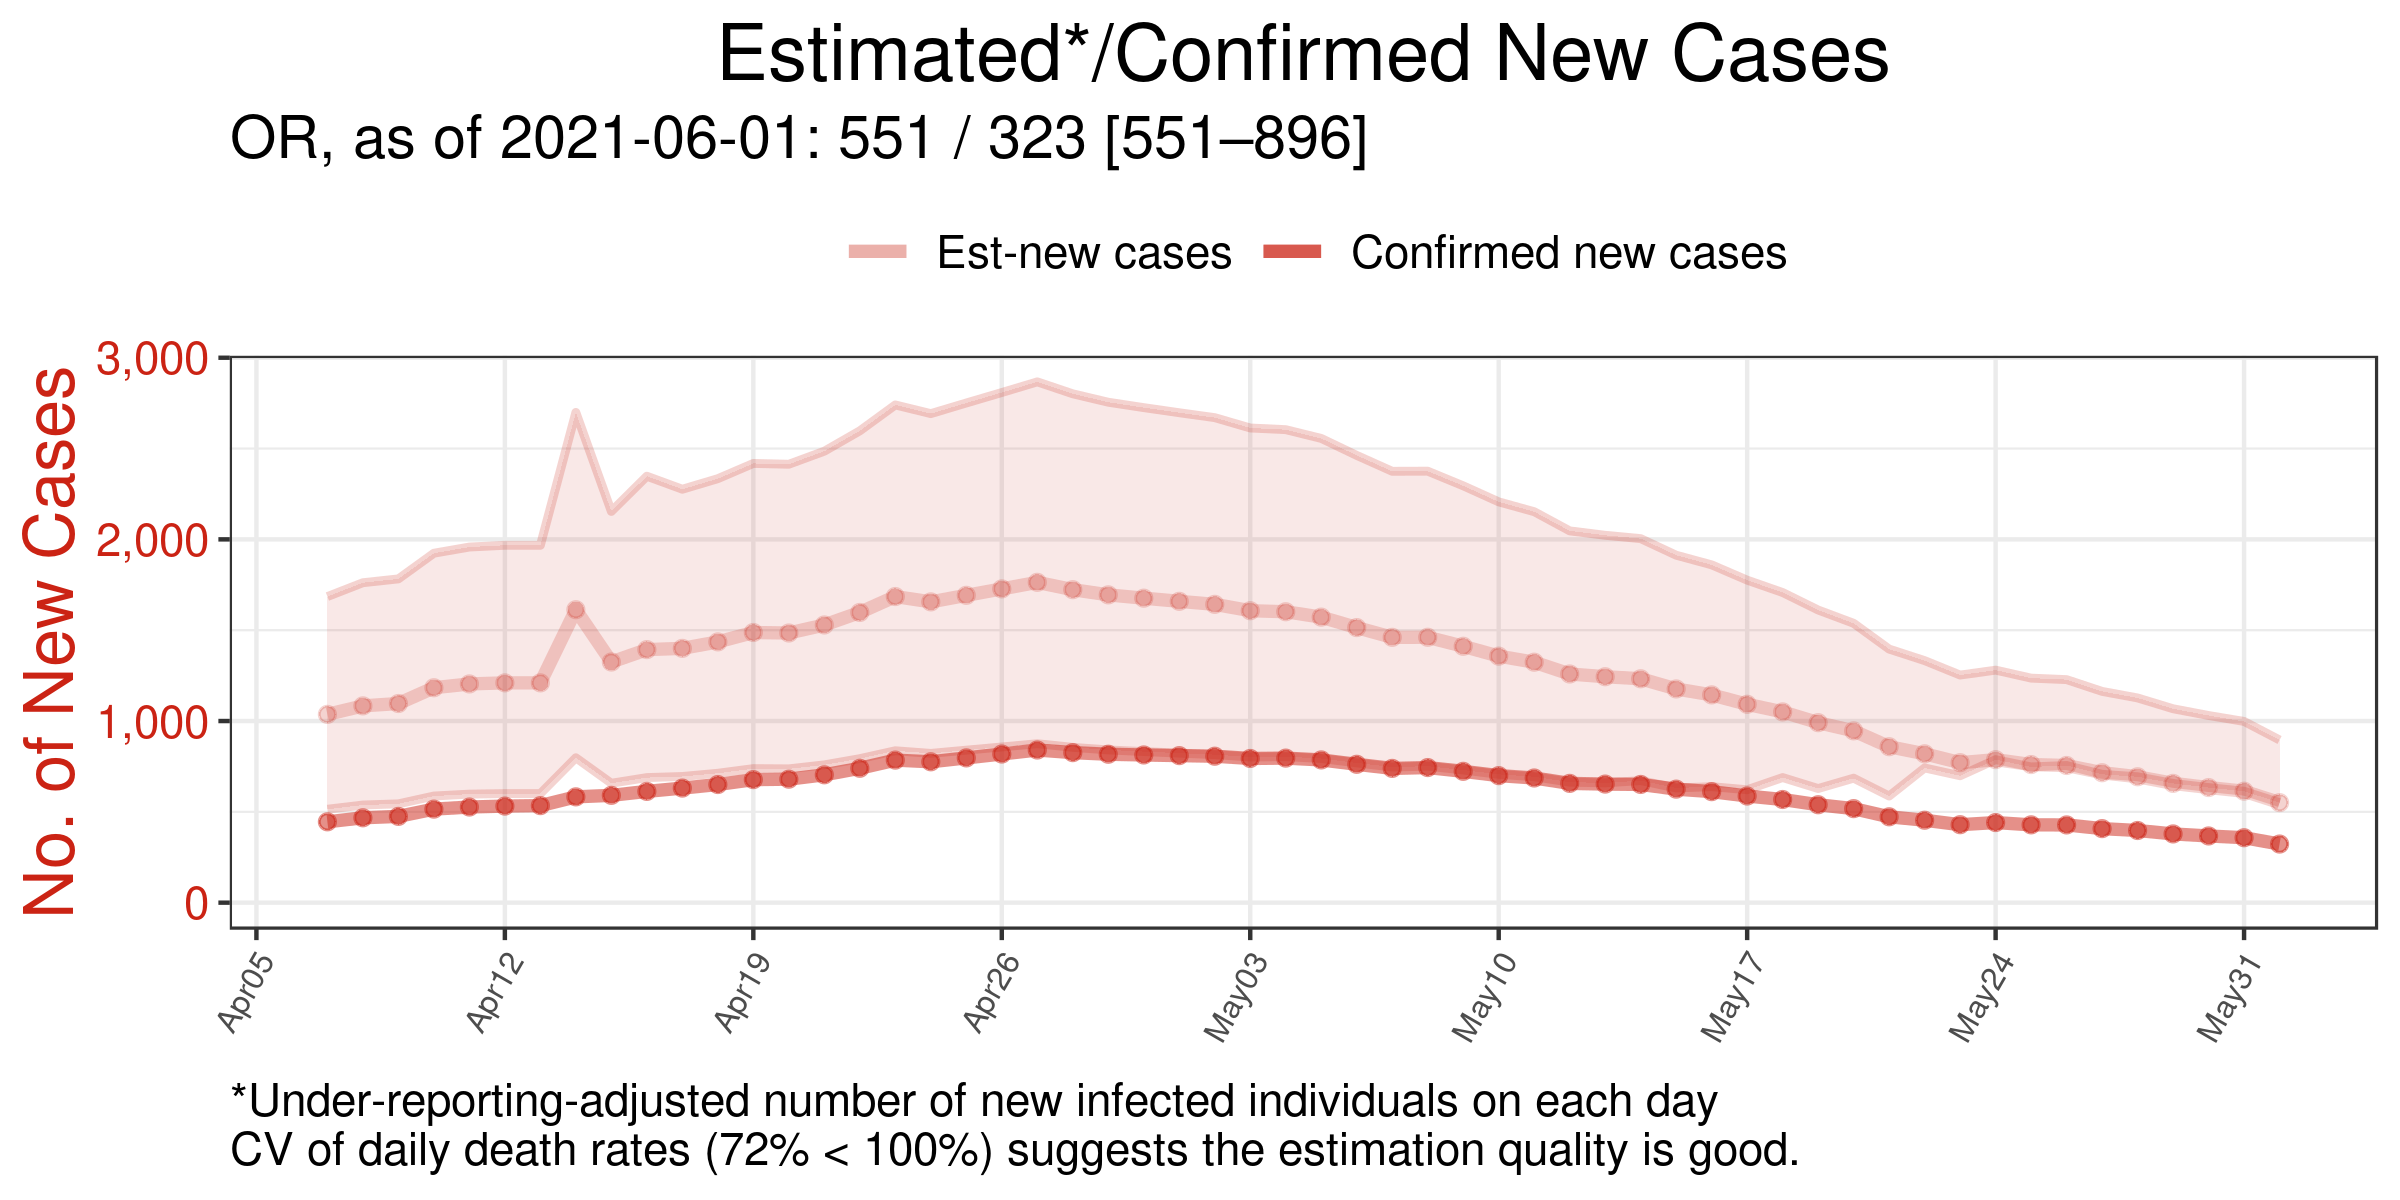 Estimated*/Confirmed New Cases
OR, as of 2021-06-01: 551 / 323 [551–896]
Est-new cases Confirmed new cases
No. of New Cases
3,000
2,000
1,000
0
Apr05 Apr12 Apr19 Apr26 May03 May10 May17 May24 May31
*Under-reporting-adjusted number of new infected individuals on each day
CV of daily death rates (72% < 100%) suggests the estimation quality is good.